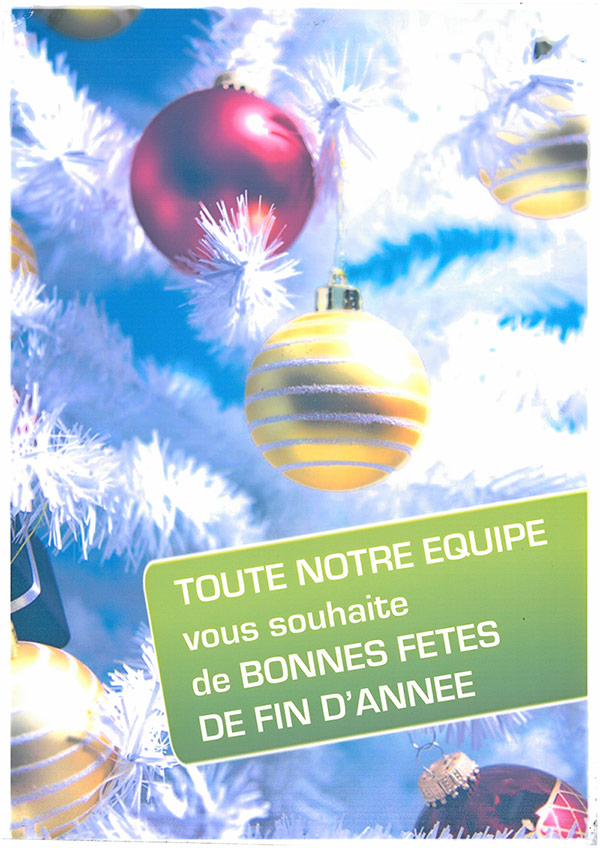 TOUTE NOTRE EQUIPE
vous souhaite
de BONNES FETES
DE FIN D'ANNEE